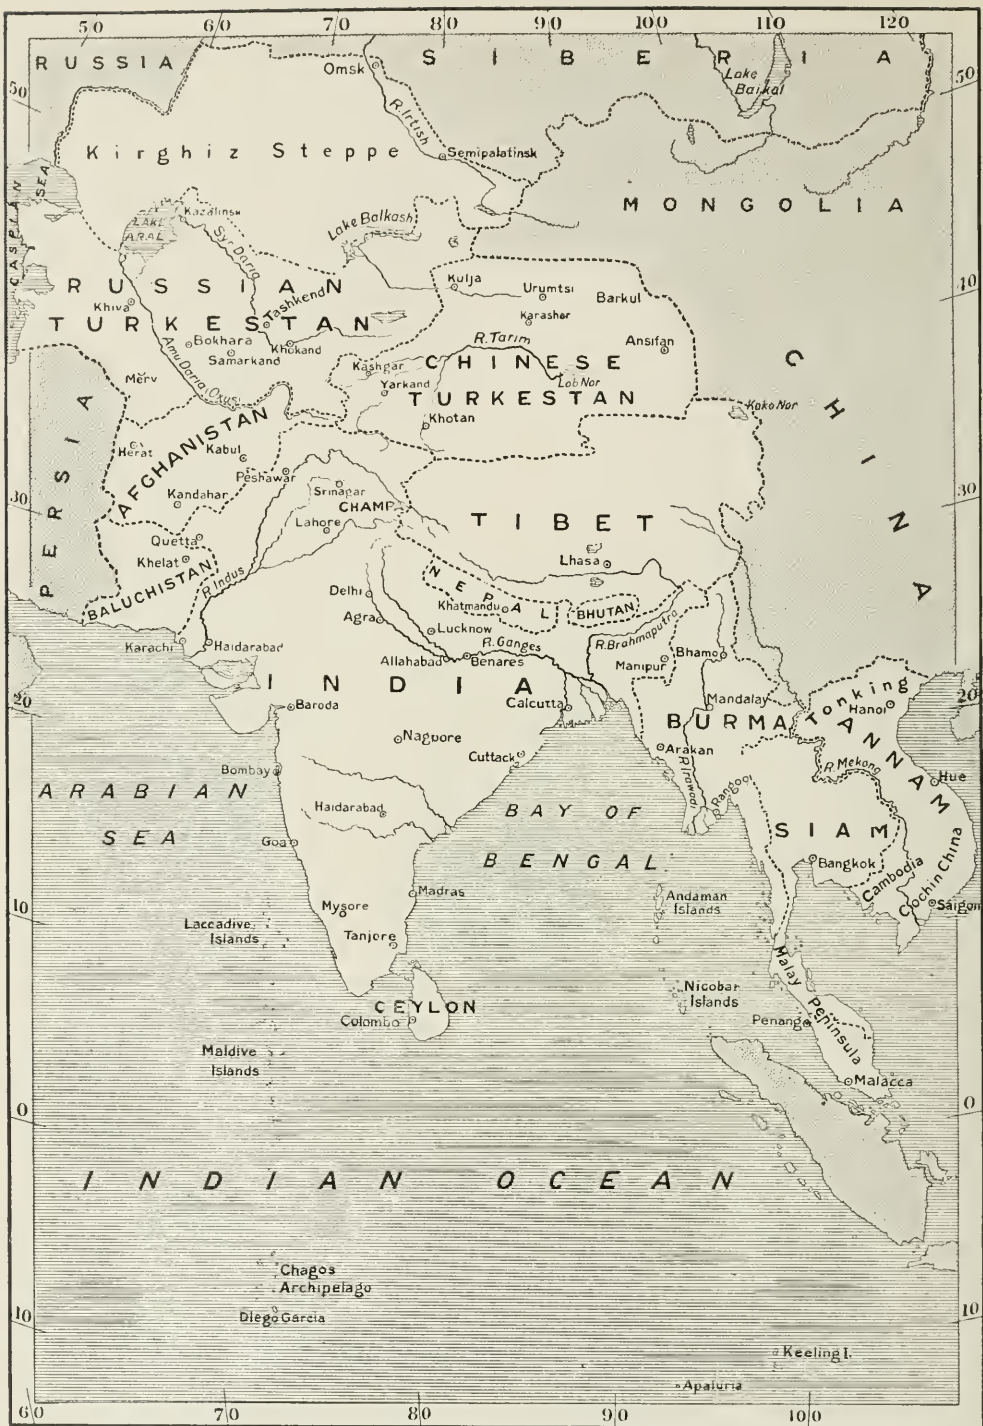 50 60 70 80 90 100 110 120
RUSSIA
SIBERIA
Omsk
Lake Baikal
50
50
R. Irtish
Kirghiz Steppe
Semipalatinsk
CASPIAN SEA
MONGOLIA
Kazalinsk
LAKE ARAL
Syr Daria
Lake Balkash
40
RUSSIAN
TURKESTAN
Kulja
Urumtsi
Barkul
Khiva
Tashkend
Karashar
Bokhara
Samarkand
Khokand
R. Tarim
Ansifan
CHINA
Amu Daria (Oxus)
Kashgar
CHINESE
TURKESTAN
Lob Nor
Merv
Yarkand
Koko Nor
Khotan
PERSIA
AFGHANISTAN
Herat
Kabul
Peshawar
Srinagar
30
Kandahar
CHAMP
30
Lahore
TIBET
Quetta
Khelat
Lhasa
BALUCHISTAN
R. Indus
NEPAL
Delhi
Khatmandu
BHUTAN
Agra
Lucknow
R. Ganges
R. Brahmaputra
Karachi
Haidarabad
Allahabad
Benares
Manipur
Bhamo
INDIA
Tonking
20
Baroda
Calcutta
Mandalay
Hanoi
20
BURMA
ANNAM
Nagpore
Cuttack
Arakan
R. Mekong
Bombay
R. Irawadi
Hue
ARABIAN
SEA
Haidarabad
BAY OF
BENGAL
Rangoon
SIAM
Goa
Bangkok
Cambodia
Cochin China
Madras
Andaman
Islands
Saigon
10
Mysore
10
Laccadive
Islands
Tanjore
Malay Peninsula
CEYLON
Nicobar
Islands
Colombo
Penang
Maldive
Islands
Malacca
0
0
INDIAN OCEAN
Chagos
Archipelago
Diego Garcia
10
10
Keeling I.
Apaluria
60 70 80 90 100